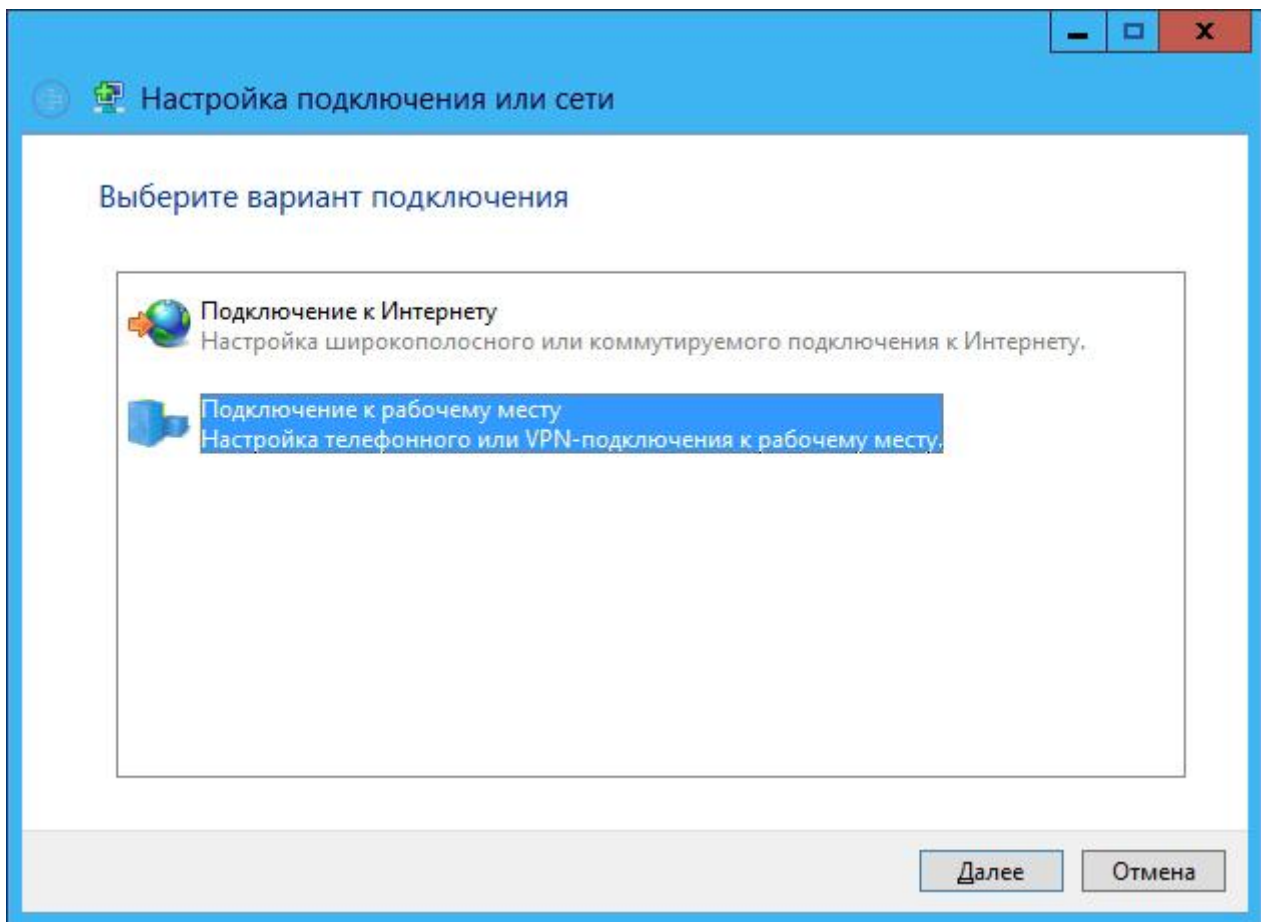 Настройка подключения или сети
Выберите вариант подключения
Подключение к Интернету
Настройка широкополосного или коммутируемого подключения к Интернету.
Подключение к рабочему месту
Настройка телефонного или VPN-подключения к рабочему месту.
Далее
Отмена